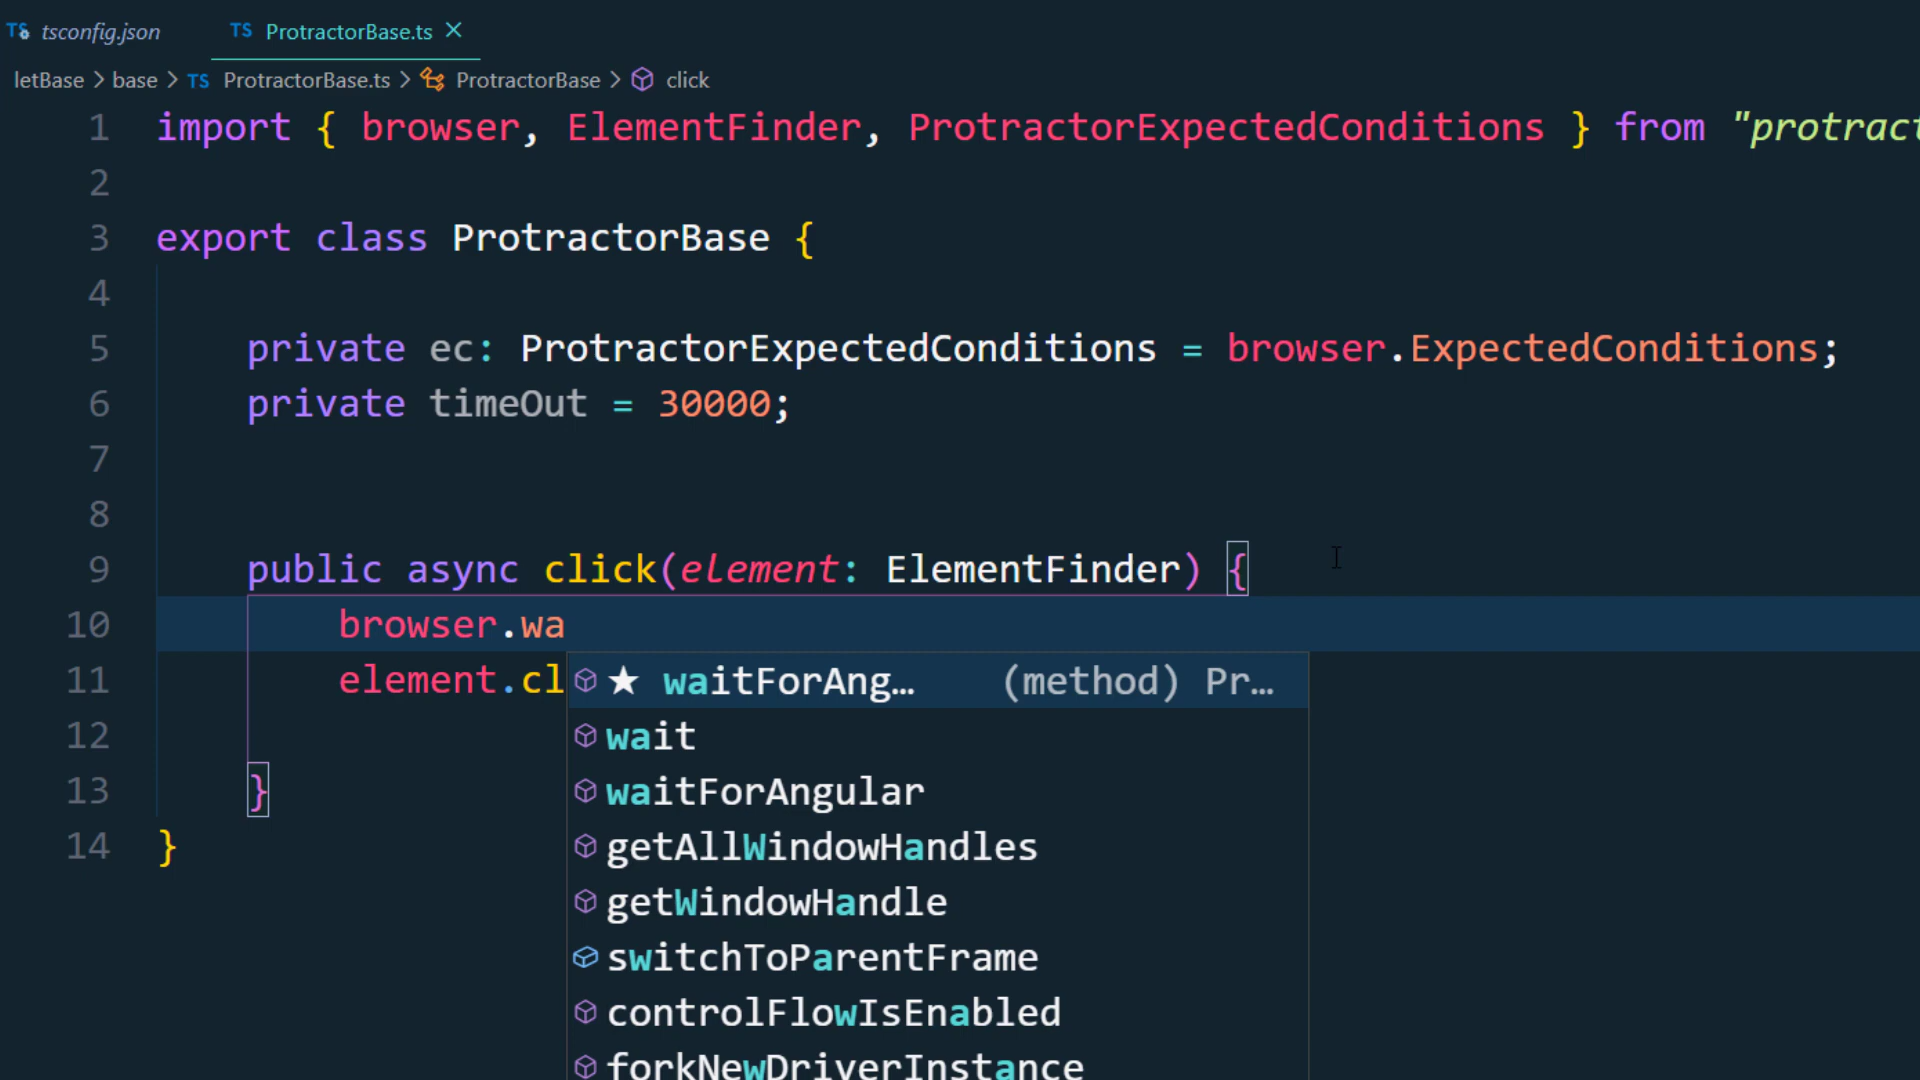 TS tsconfig.json TS ProtractorBase.ts
letBase > base > TS ProtractorBase.ts > ProtractorBase > click
1 import { browser, ElementFinder, ProtractorExpectedConditions } from "protract
2
3 export class ProtractorBase {
4
5 private ec: ProtractorExpectedConditions = browser.ExpectedConditions;
6 private timeOut = 30000;
7
8
9 public async click(element: ElementFinder) {
10 browser.wa
11 element.cl
★ waitForAng… (method) Pr…
12
wait
13 }
waitForAngular
14 }
getAllWindowHandles
getWindowHandle
switchToParentFrame
controlFlowIsEnabled
forkNewDriverInstance